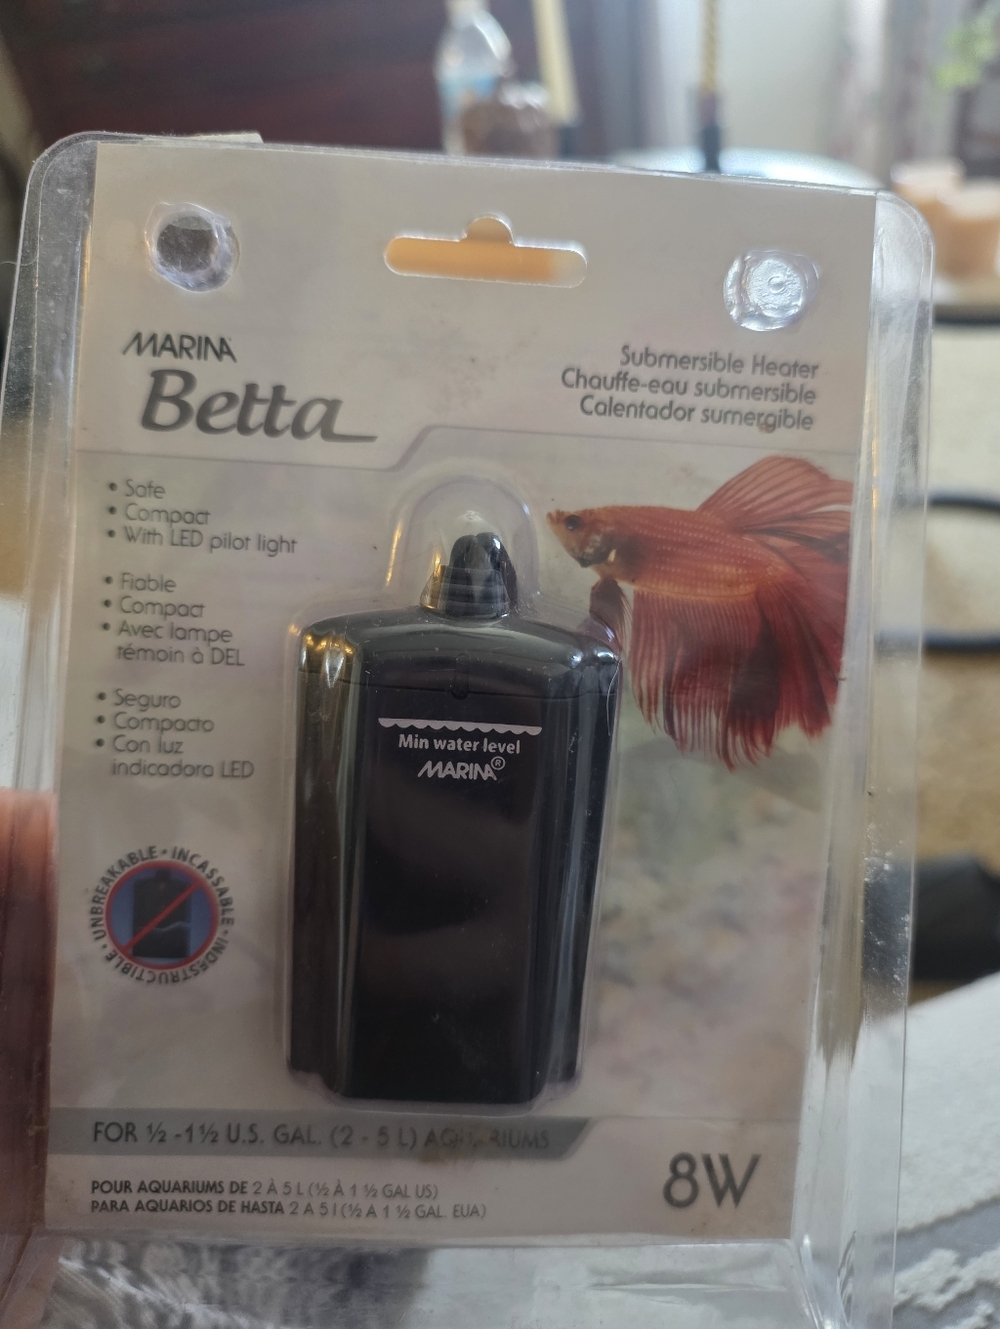 MARINA
Betta
Submersible Heater
Chauffe-eau submersible
Calentador sumergible
• Safe
• Compact
• With LED pilot light
• Fiable
• Compact
• Avec lampe
témoin à DEL
• Seguro
• Compacto
• Con luz
indicadora LED
Min water level
MARINA®
UNBREAKABLE • INCASSABLE • INDESTRUCTIBLE •
FOR ½ -1½ U.S. GAL. (2 - 5 L) AQUARIUMS
8W
POUR AQUARIUMS DE 2 À 5 L (½ À 1 ½ GAL US)
PARA AQUARIOS DE HASTA 2 A 5 l (½ A 1 ½ GAL. EUA)